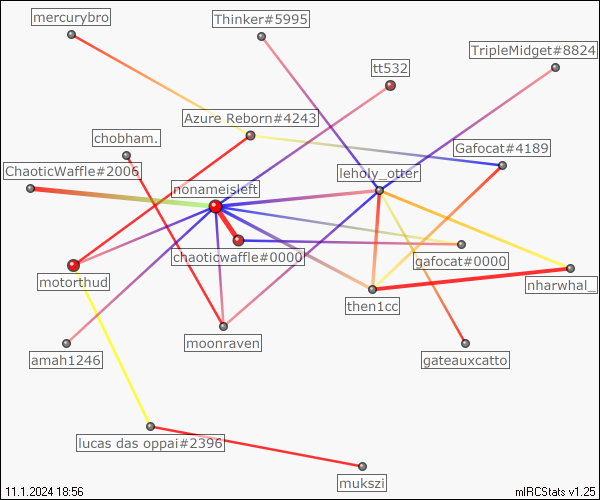 mercurybro
Thinker#5995
TripleMidget#8824
tt532
Azure Reborn#4243
chobham.
Gafocat#4189
ChaoticWaffle#2006
leholy_otter
nonameisleft
chaoticwaffle#0000
gafocat#0000
motorthud
nharwhal_
then1cc
moonraven
amah1246
gateauxcatto
lucas das oppai#2396
mukszi
11.1.2024 18:56
mIRCStats v1.25